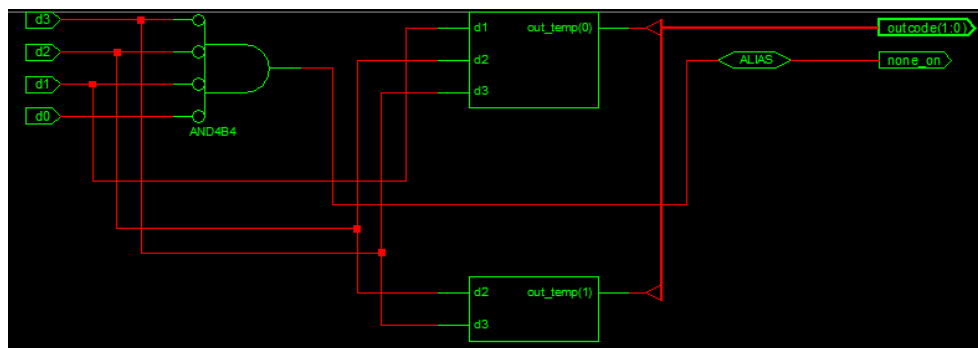 d3
d2
d1
d0
AND4B4
d1 out_temp(0)
d2
d3
outcode(1:0)
ALIAS
none_on
d2 out_temp(1)
d3